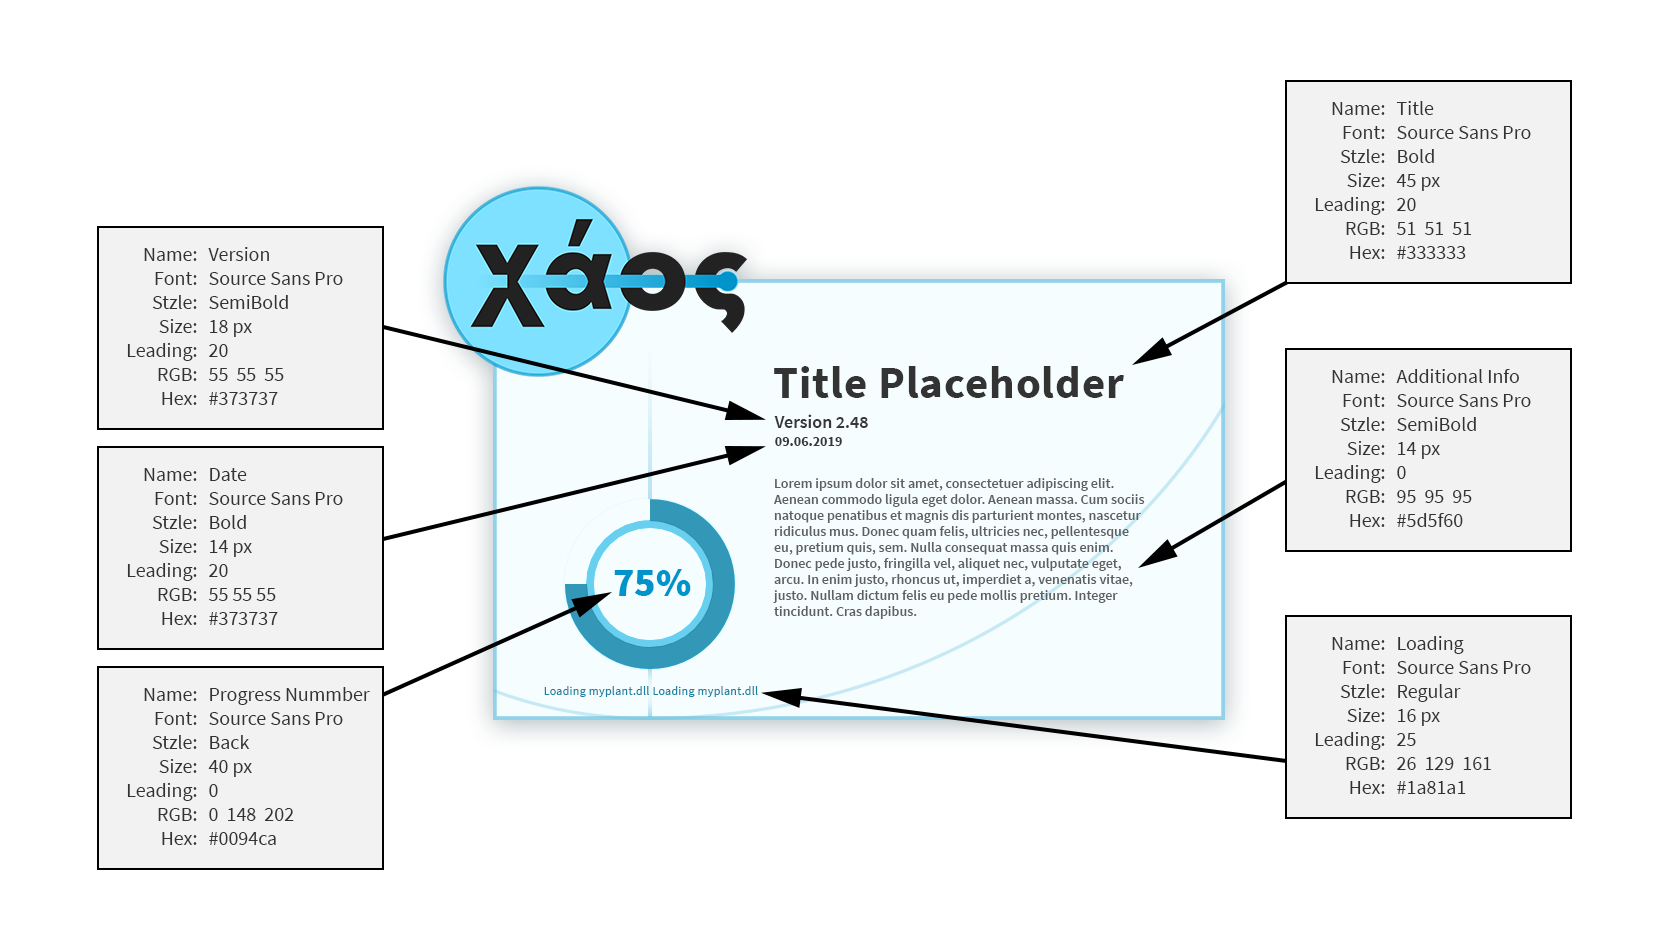 Name: Version
Font: Source Sans Pro
Stzle: SemiBold
Size: 18 px
Leading: 20
RGB: 55 55 55
Hex: #373737
Name: Date
Font: Source Sans Pro
Stzle: Bold
Size: 14 px
Leading: 20
RGB: 55 55 55
Hex: #373737
Name: Progress Nummber
Font: Source Sans Pro
Stzle: Back
Size: 40 px
Leading: 0
RGB: 0 148 202
Hex: #0094ca
χάος
Title Placeholder
Version 2.48
09.06.2019
Lorem ipsum dolor sit amet, consectetuer adipiscing elit.
Aenean commodo ligula eget dolor. Aenean massa. Cum sociis
natoque penatibus et magnis dis parturient montes, nascetur
ridiculus mus. Donec quam felis, ultricies nec, pellentesque
eu, pretium quis, sem. Nulla consequat massa quis enim.
Donec pede justo, fringilla vel, aliquet nec, vulputate eget,
arcu. In enim justo, rhoncus ut, imperdiet a, venenatis vitae,
justo. Nullam dictum felis eu pede mollis pretium. Integer
tincidunt. Cras dapibus.
75%
Loading myplant.dll Loading myplant.dll
Name: Title
Font: Source Sans Pro
Stzle: Bold
Size: 45 px
Leading: 20
RGB: 51 51 51
Hex: #333333
Name: Additional Info
Font: Source Sans Pro
Stzle: SemiBold
Size: 14 px
Leading: 0
RGB: 95 95 95
Hex: #5d5f60
Name: Loading
Font: Source Sans Pro
Stzle: Regular
Size: 16 px
Leading: 25
RGB: 26 129 161
Hex: #1a81a1